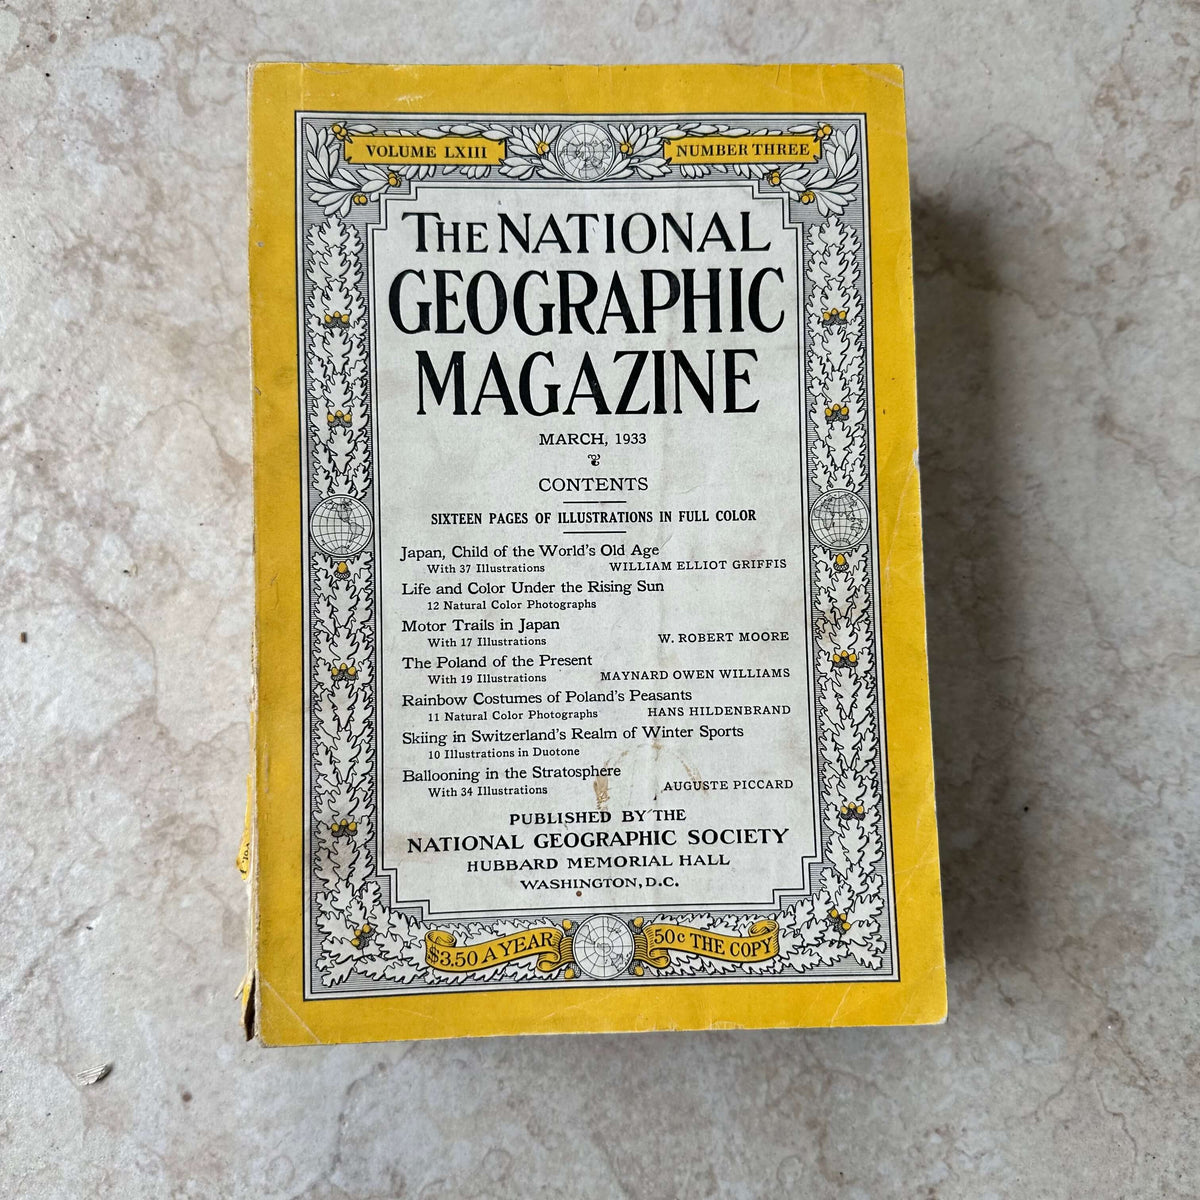 VOLUME LXIII
NUMBER THREE
THE NATIONAL
GEOGRAPHIC
MAGAZINE
MARCH, 1933
CONTENTS
SIXTEEN PAGES OF ILLUSTRATIONS IN FULL COLOR
Japan, Child of the World's Old Age
With 37 Illustrations WILLIAM ELLIOT GRIFFIS
Life and Color Under the Rising Sun
12 Natural Color Photographs
Motor Trails in Japan
With 17 Illustrations W. ROBERT MOORE
The Poland of the Present
With 19 Illustrations MAYNARD OWEN WILLIAMS
Rainbow Costumes of Poland's Peasants
11 Natural Color Photographs HANS HILDENBRAND
Skiing in Switzerland's Realm of Winter Sports
10 Illustrations in Duotone
Ballooning in the Stratosphere
With 34 Illustrations AUGUSTE PICCARD
PUBLISHED BY THE
NATIONAL GEOGRAPHIC SOCIETY
HUBBARD MEMORIAL HALL
WASHINGTON, D.C.
$3.50 A YEAR
50c THE COPY